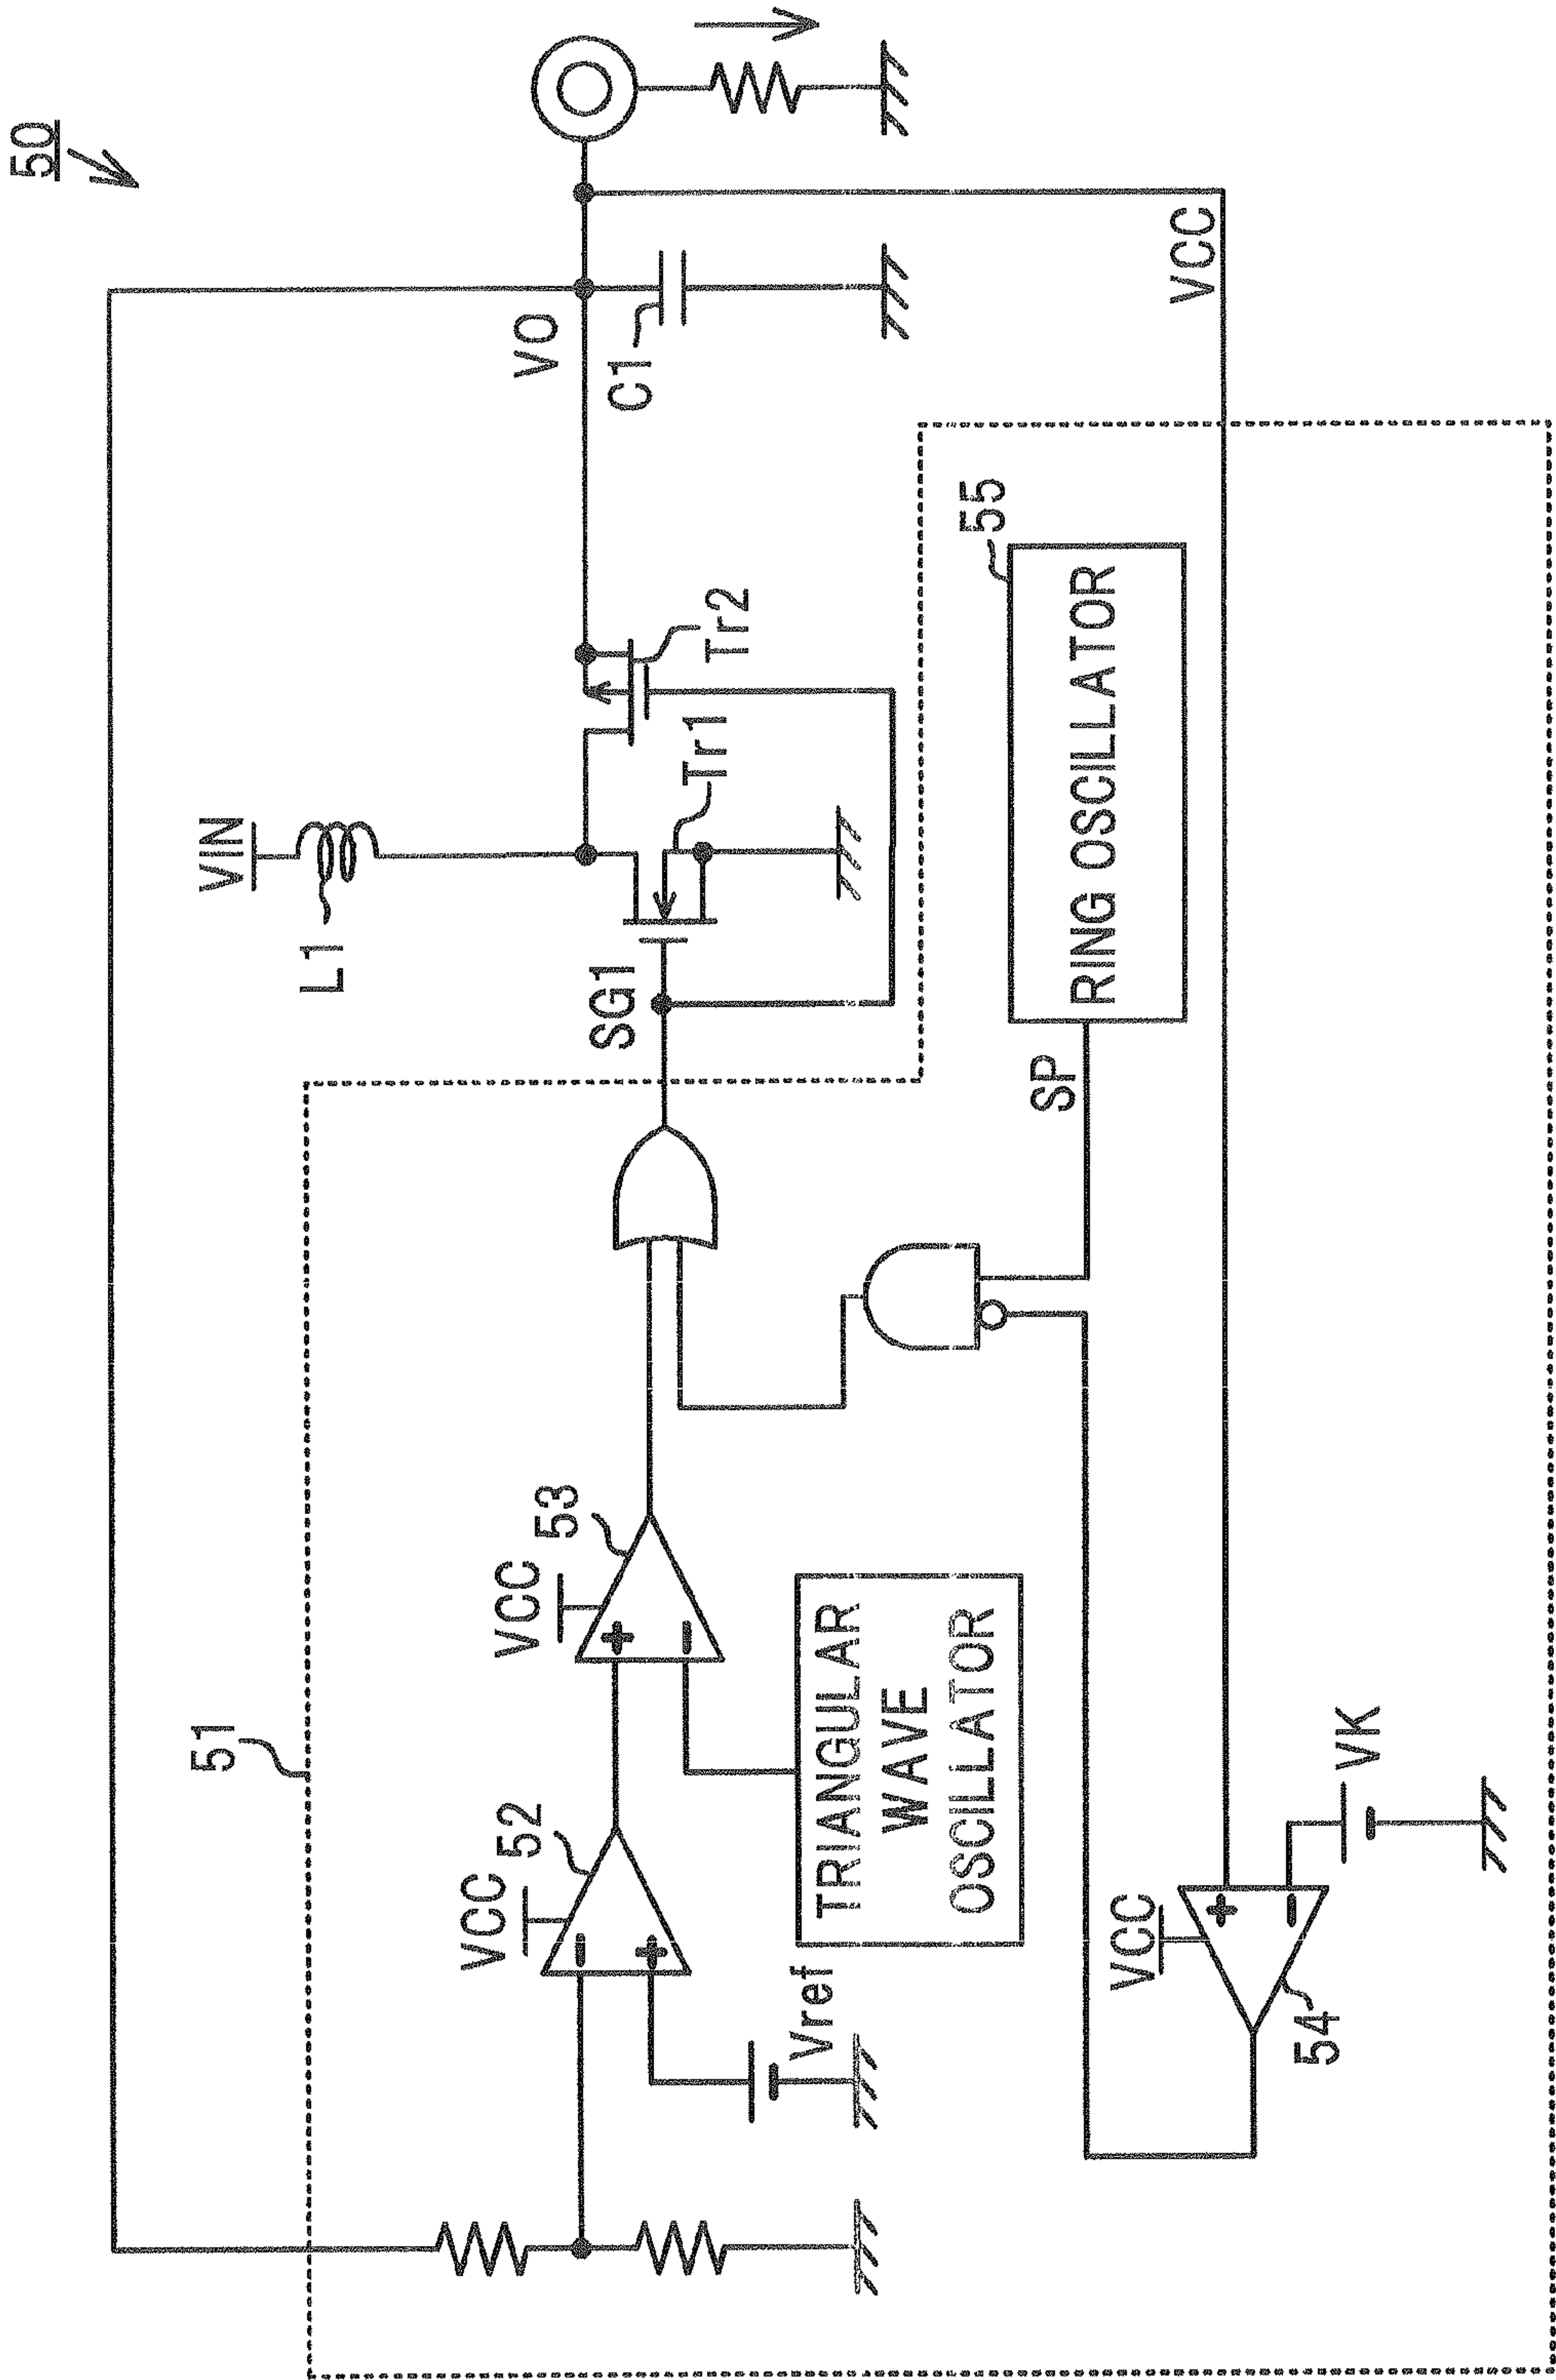 50
VIN
L1
VO
C1
Tr2
Tr1
SG1
51
VCC
53
VCC
52
Vref
TRIANGULAR
WAVE
OSCILLATOR
SP
55
RING OSCILLATOR
VCC
VCC
54
VK